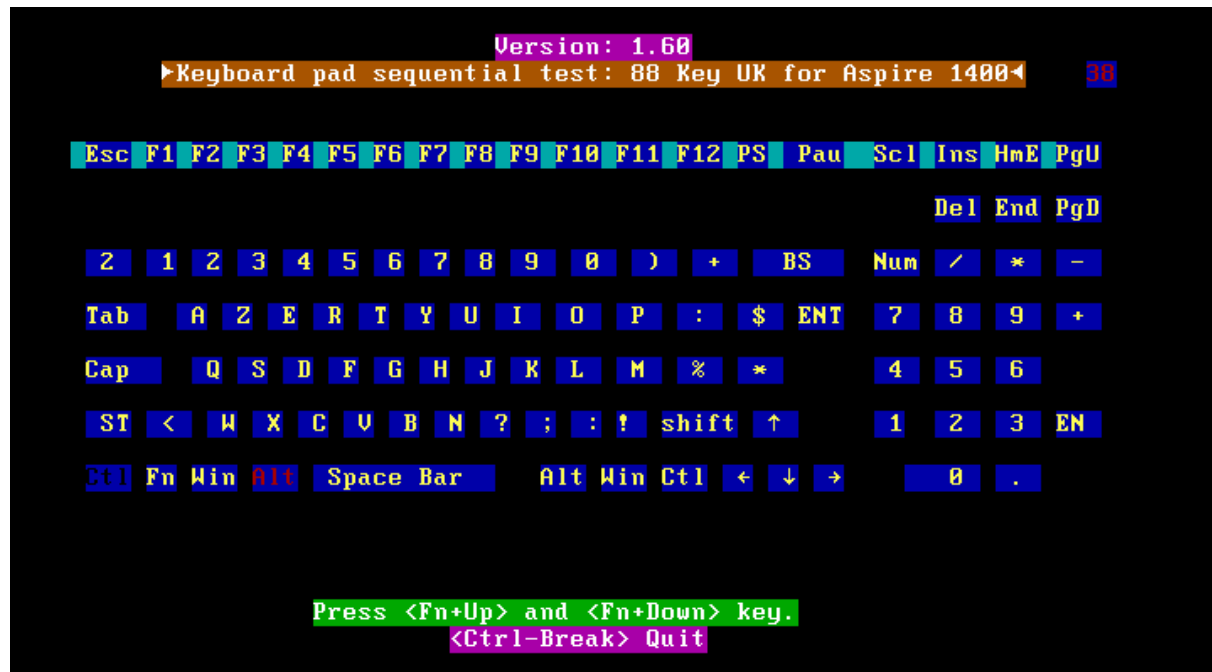 Version: 1.60
►Keyboard pad sequential test: 88 Key UK for Aspire 1400◄ 38
Esc F1 F2 F3 F4 F5 F6 F7 F8 F9 F10 F11 F12 PS Pau Scl Ins HmE PgU
Del End PgD
2 1 2 3 4 5 6 7 8 9 0 ) + BS Num / * -
Tab A Z E R T Y U I O P : $ ENT 7 8 9 +
Cap Q S D F G H J K L M % * 4 5 6
ST < W X C V B N ? ; : ! shift ↑ 1 2 3 EN
Ctl Fn Win Alt Space Bar Alt Win Ctl ← ↓ → 0 .
Press <Fn+Up> and <Fn+Down> key.
<Ctrl-Break> Quit